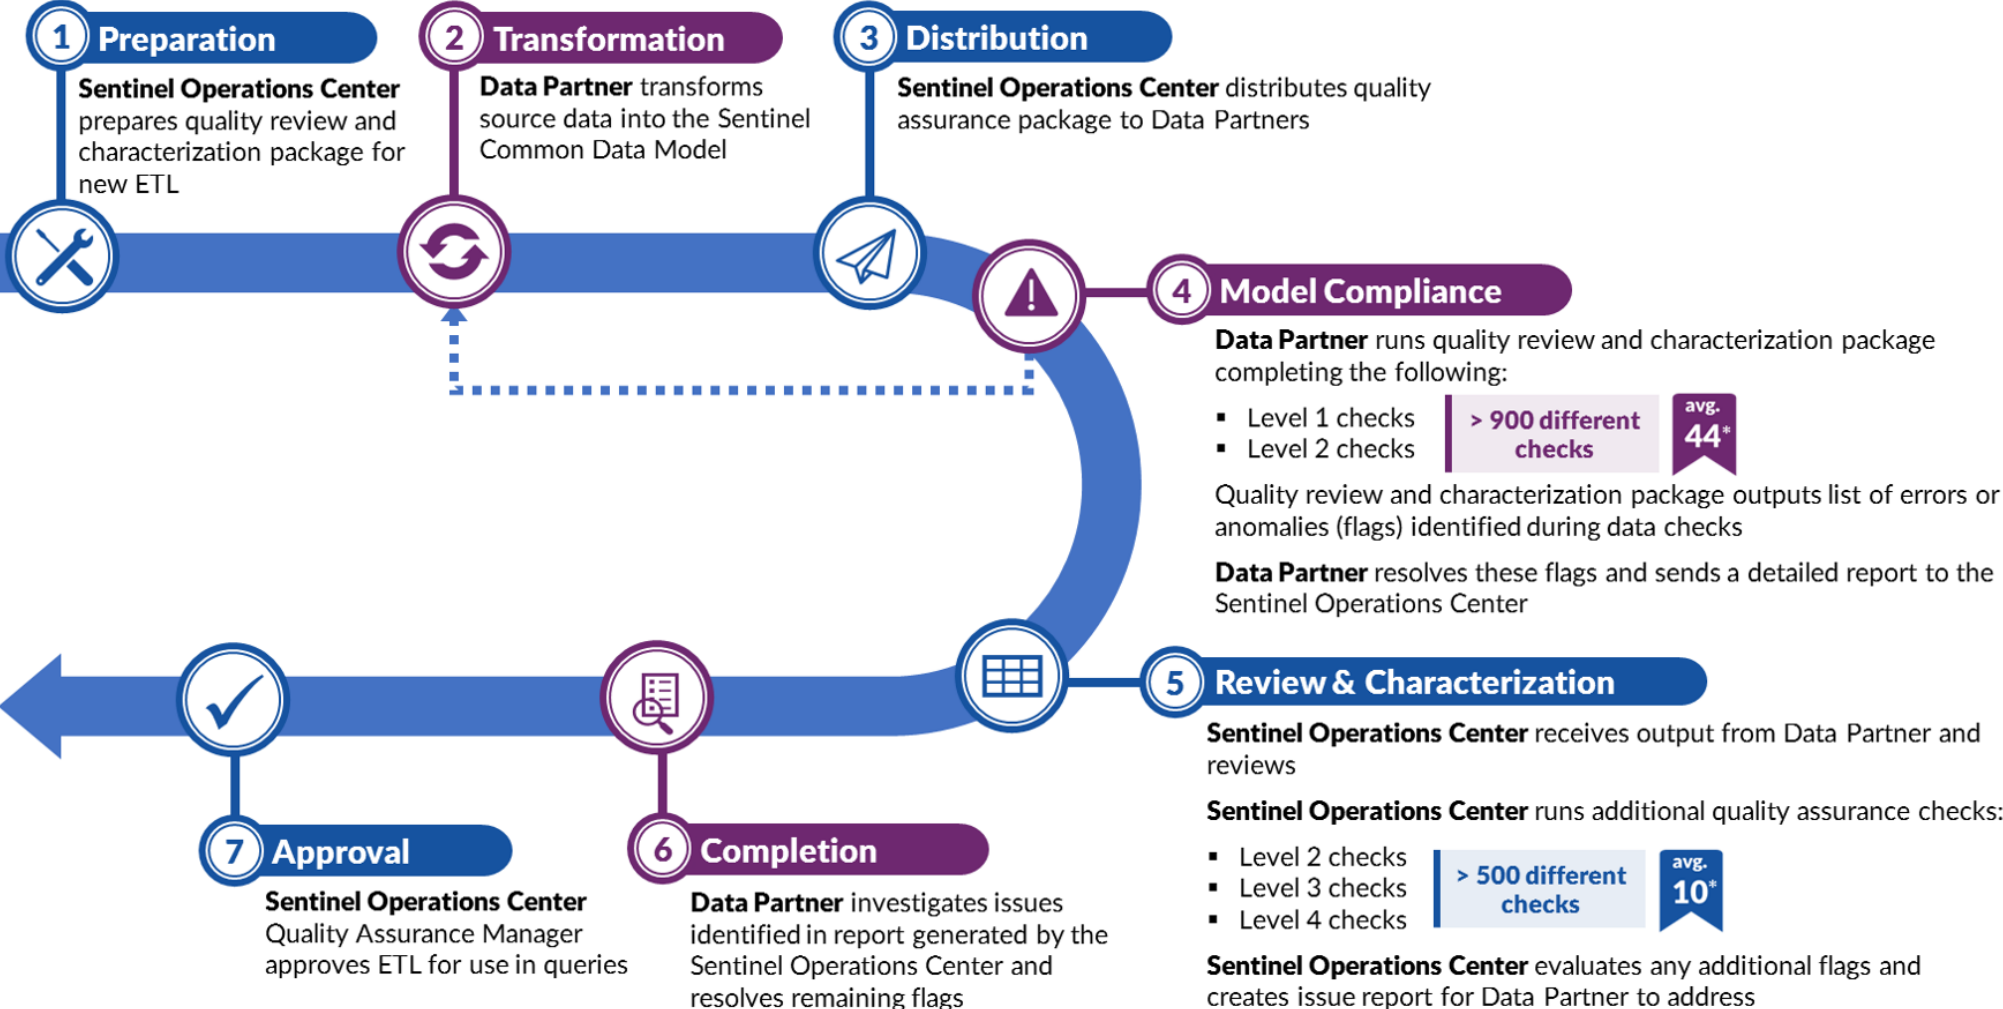 1 Preparation
Sentinel Operations Center
prepares quality review and
characterization package for
new ETL
2 Transformation
Data Partner transforms
source data into the Sentinel
Common Data Model
3 Distribution
Sentinel Operations Center distributes quality
assurance package to Data Partners
4 Model Compliance
Data Partner runs quality review and characterization package
completing the following:
▪ Level 1 checks
▪ Level 2 checks
> 900 different
checks
avg.
44*
Quality review and characterization package outputs list of errors or
anomalies (flags) identified during data checks
Data Partner resolves these flags and sends a detailed report to the
Sentinel Operations Center
5 Review & Characterization
Sentinel Operations Center receives output from Data Partner and
reviews
Sentinel Operations Center runs additional quality assurance checks:
▪ Level 2 checks
▪ Level 3 checks
▪ Level 4 checks
> 500 different
checks
avg.
10*
Sentinel Operations Center evaluates any additional flags and
creates issue report for Data Partner to address
6 Completion
Data Partner investigates issues
identified in report generated by the
Sentinel Operations Center and
resolves remaining flags
7 Approval
Sentinel Operations Center
Quality Assurance Manager
approves ETL for use in queries